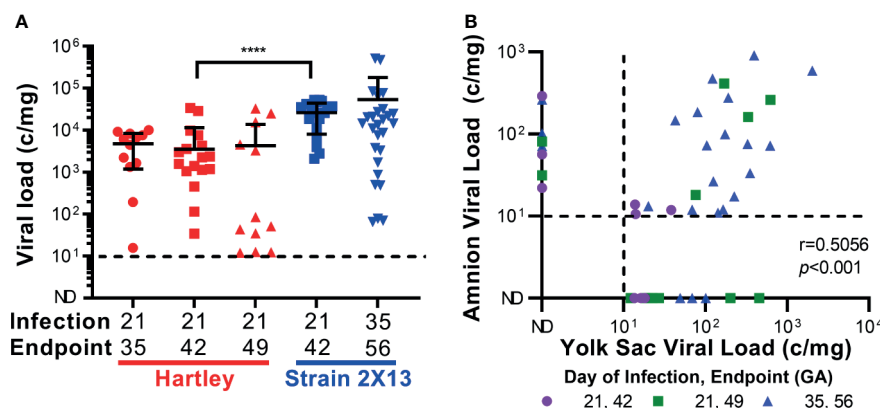 A
Viral load (c/mg)
10⁶
10⁵
10⁴
10³
10²
10¹
ND
****
Infection 21 21 21 21 35
Endpoint 35 42 49 42 56
Hartley Strain 2X13
B
Amnion Viral Load (c/mg)
10³
10²
10¹
ND
r=0.5056
p<0.001
ND 10¹ 10² 10³ 10⁴
Yolk Sac Viral Load (c/mg)
Day of Infection, Endpoint (GA)
21, 42 21, 49 35, 56